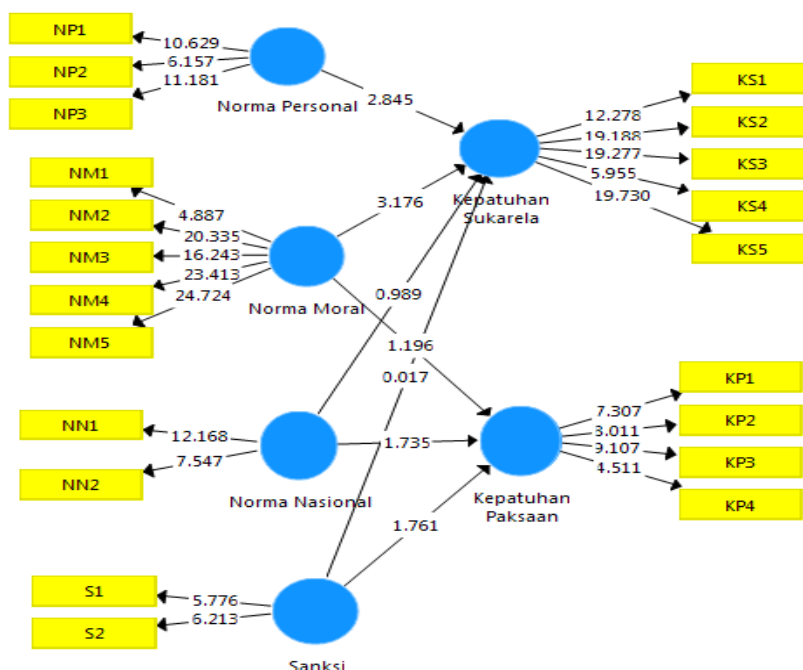 NP1
10.629
NP2
6.157
NP3
11.181
Norma Personal
2.845
KS1
12.278
KS2
19.188
KS3
19.277
KS4
5.955
KS5
19.730
Kepatuhan
Sukarela
NM1
4.887
NM2
20.335
NM3
16.243
NM4
23.413
NM5
24.724
Norma Moral
3.176
0.989
1.196
0.017
NN1
12.168
NN2
7.547
Norma Nasional
1.735
Kepatuhan
Paksaan
KP1
7.307
KP2
3.011
KP3
9.107
KP4
4.511
1.761
S1
5.776
S2
6.213
Sanksi